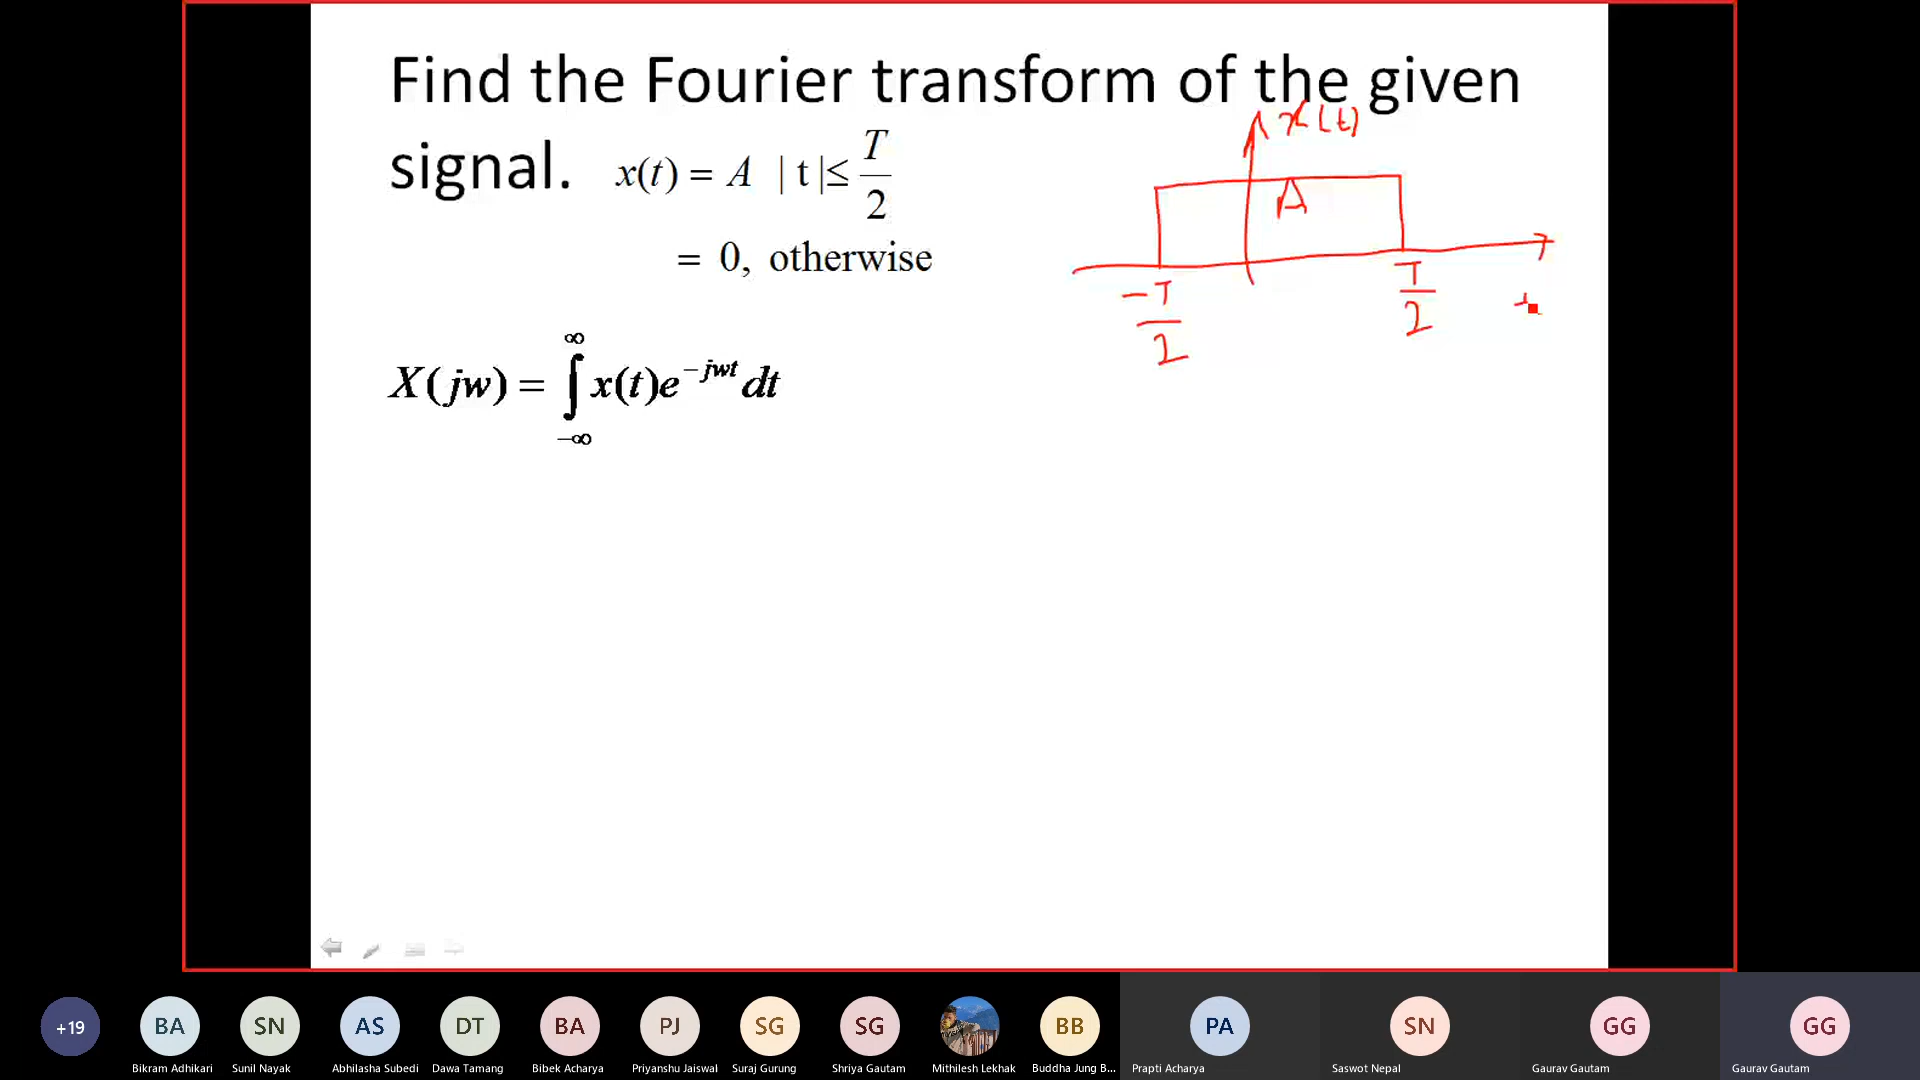 Find the Fourier transform of the given
signal. x(t) = A | t |≤ T/2
= 0, otherwise
x(t)
A
-T/2
T/2
X(jw) = ∫_{-∞}^{∞} x(t)e^{-jwt} dt
+19
BA
SN
AS
DT
BA
PJ
SG
SG
BB
PA
SN
GG
GG
Bikram Adhikari
Sunil Nayak
Abhilasha Subedi
Dawa Tamang
Bibek Acharya
Priyanshu Jaiswal
Suraj Gurung
Shriya Gautam
Mithilesh Lekhak
Buddha Jung B...
Prapti Acharya
Saswot Nepal
Gaurav Gautam
Gaurav Gautam